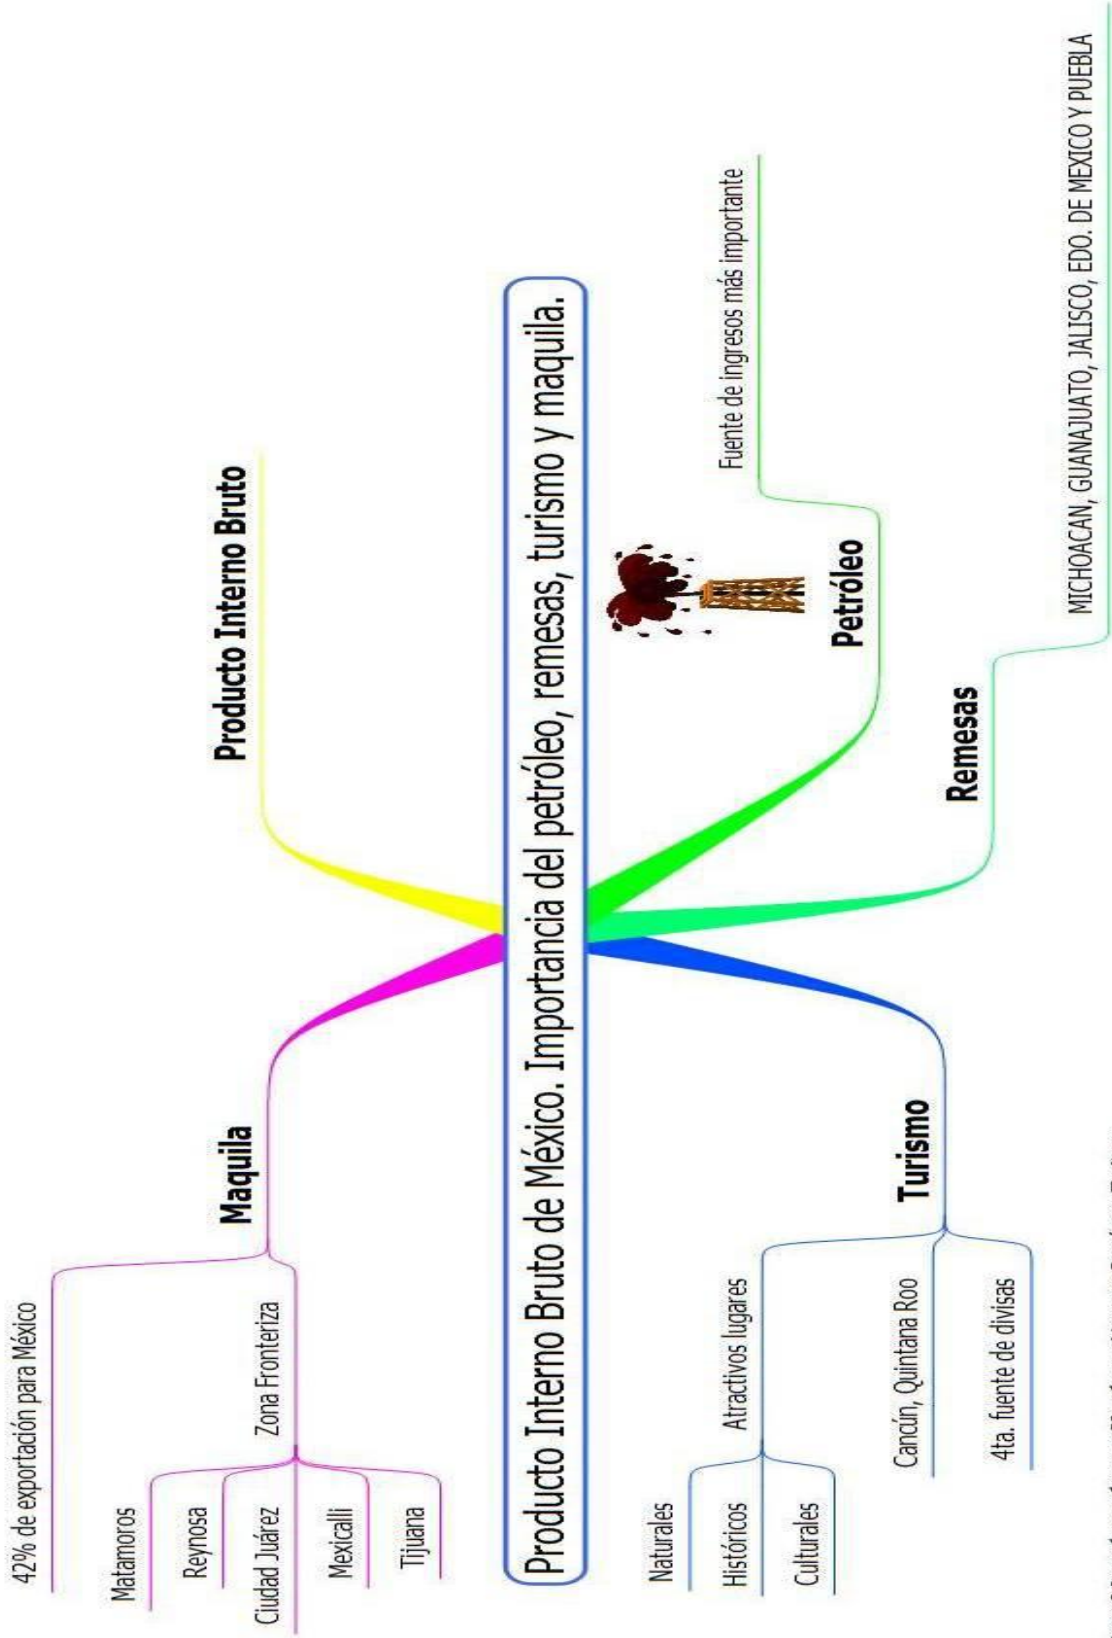 42% de exportación para México
Matamoros
Reynosa
Ciudad Juárez
Mexicalli
Tijuana
Zona Fronteriza
Maquila
Producto Interno Bruto
Producto Interno Bruto de México. Importancia del petróleo, remesas, turismo y maquila.
Naturales
Históricos
Culturales
Atractivos lugares
Cancún, Quintana Roo
4ta. fuente de divisas
Turismo
Petróleo
Fuente de ingresos más importante
Remesas
MICHOACAN, GUANAJUATO, JALISCO, EDO. DE MEXICO Y PUEBLA